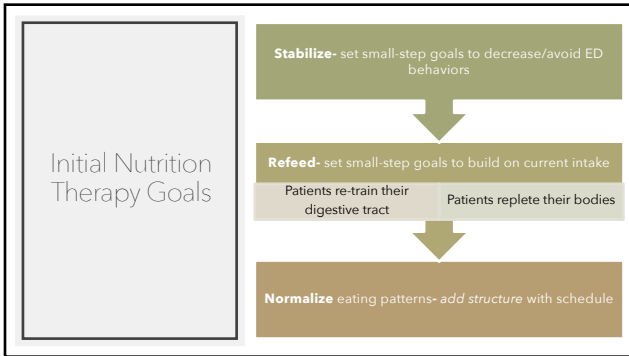 Initial Nutrition
Therapy Goals
Stabilize- set small-step goals to decrease/avoid ED
behaviors
Refeed- set small-step goals to build on current intake
Patients re-train their
digestive tract
Patients replete their bodies
Normalize eating patterns- add structure with schedule